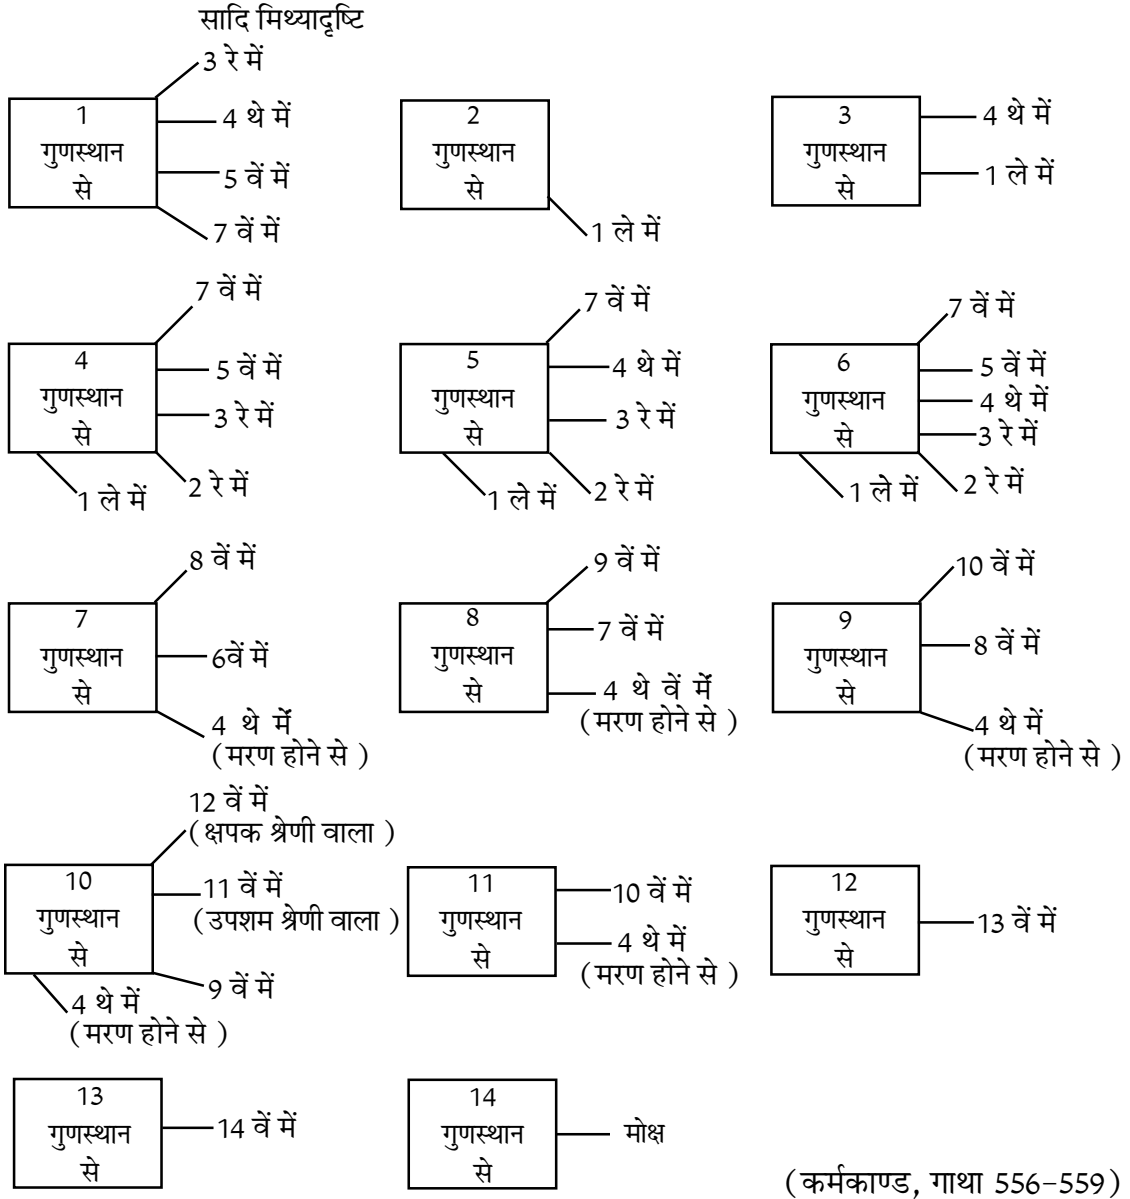 सादि मिथ्यादृष्टि
1
गुणस्थान
से
3 रे में
4 थे में
5 वें में
7 वें में
2
गुणस्थान
से
1 ले में
3
गुणस्थान
से
4 थे में
1 ले में
4
गुणस्थान
से
7 वें में
5 वें में
3 रे में
2 रे में
1 ले में
5
गुणस्थान
से
7 वें में
4 थे में
3 रे में
2 रे में
1 ले में
6
गुणस्थान
से
7 वें में
5 वें में
4 थे में
3 रे में
2 रे में
1 ले में
7
गुणस्थान
से
8 वें में
6वें में
4 थे में
(मरण होने से )
8
गुणस्थान
से
9 वें में
7 वें में
4 थे वें में
(मरण होने से )
9
गुणस्थान
से
10 वें में
8 वें में
4 थे में
(मरण होने से )
10
गुणस्थान
से
12 वें में
(क्षपक श्रेणी वाला )
11 वें में
(उपशम श्रेणी वाला )
9 वें में
4 थे में
(मरण होने से )
11
गुणस्थान
से
10 वें में
4 थे में
(मरण होने से )
12
गुणस्थान
से
13 वें में
13
गुणस्थान
से
14 वें में
14
गुणस्थान
से
मोक्ष
(कर्मकाण्ड, गाथा 556-559)